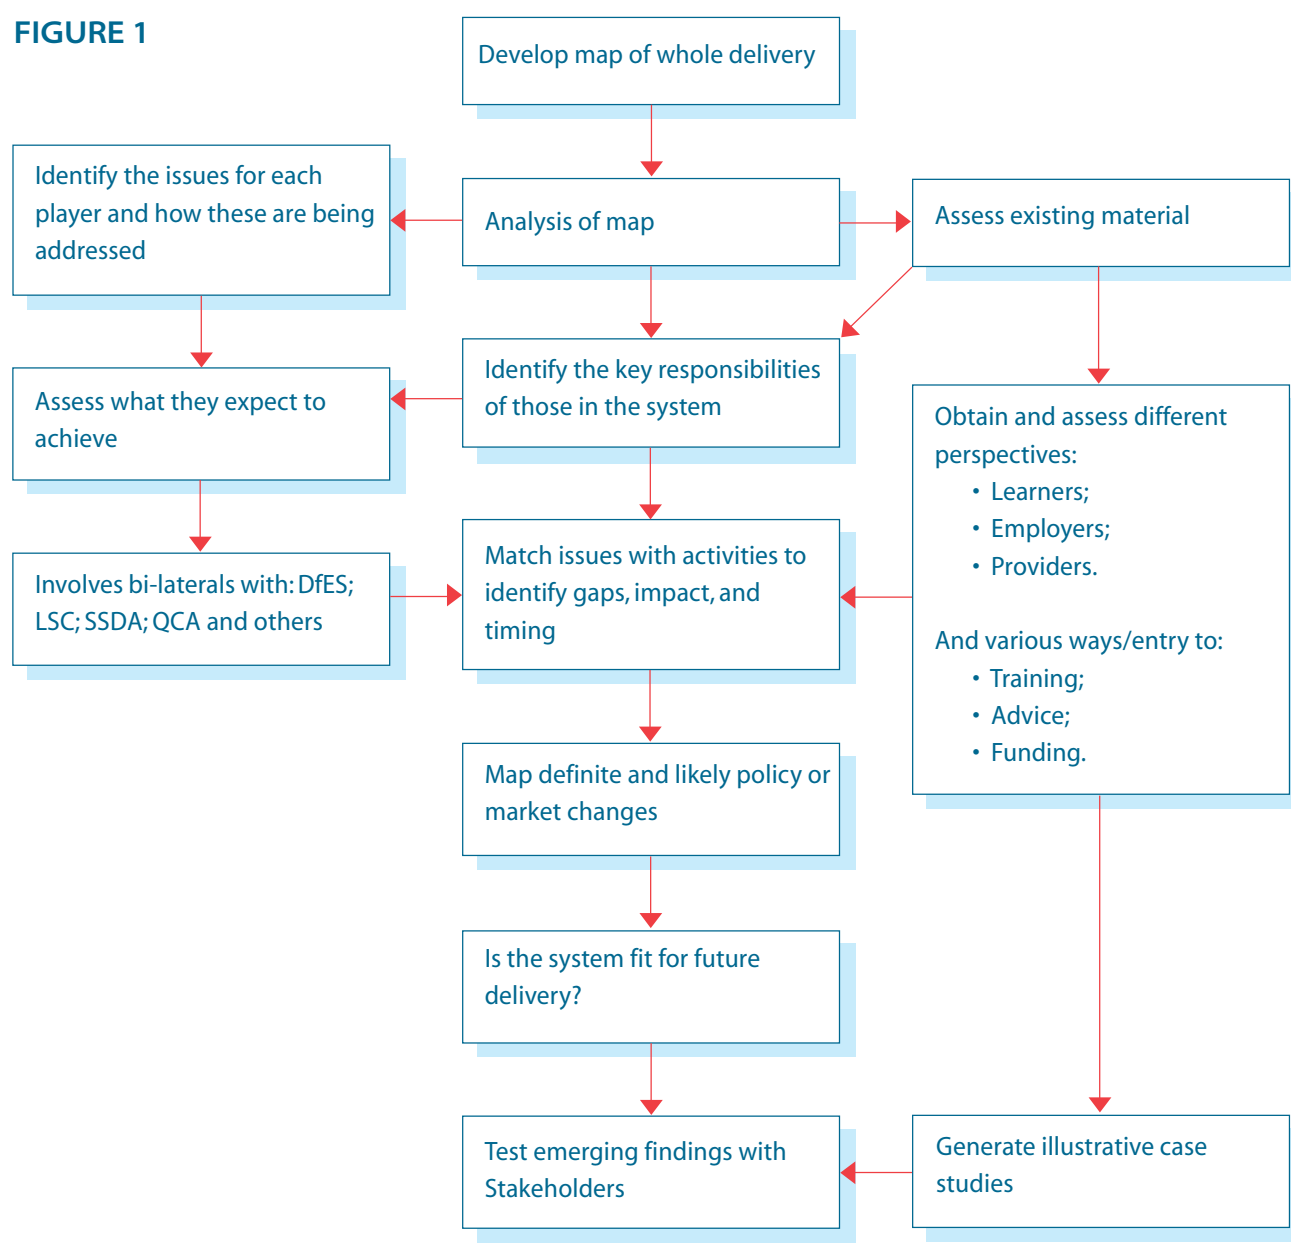 FIGURE 1
Develop map of whole delivery
Identify the issues for each
player and how these are being
addressed
Analysis of map
Assess existing material
Identify the key responsibilities
of those in the system
Assess what they expect to
achieve
Obtain and assess different
perspectives:
• Learners;
• Employers;
• Providers.
And various ways/entry to:
• Training;
• Advice;
• Funding.
Involves bi-laterals with: DfES;
LSC; SSDA; QCA and others
Match issues with activities to
identify gaps, impact, and
timing
Map definite and likely policy or
market changes
Is the system fit for future
delivery?
Test emerging findings with
Stakeholders
Generate illustrative case
studies